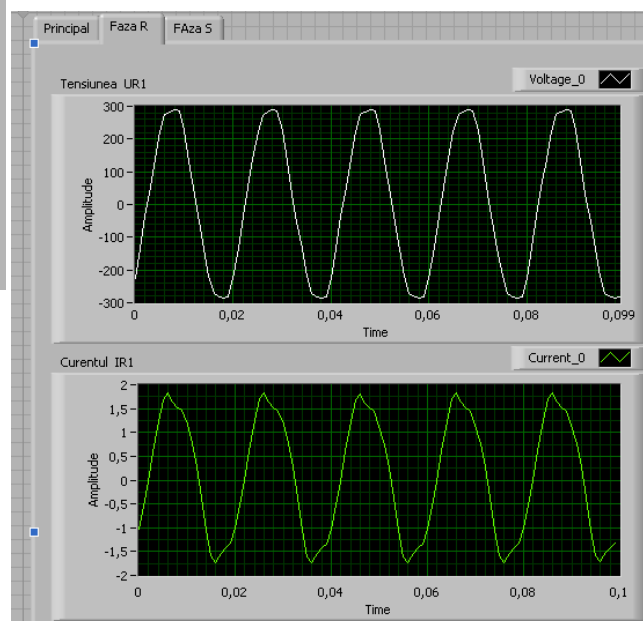 Principal Faza R FAza S
Tensiunea UR1 Voltage_0
300
200
100
0
-100
-200
-300
Amplitude
0 0,02 0,04 0,06 0,08 0,099
Time
Curentul IR1 Current_0
2
1,5
1
0,5
0
-0,5
-1
-1,5
-2
Amplitude
0 0,02 0,04 0,06 0,08 0,1
Time